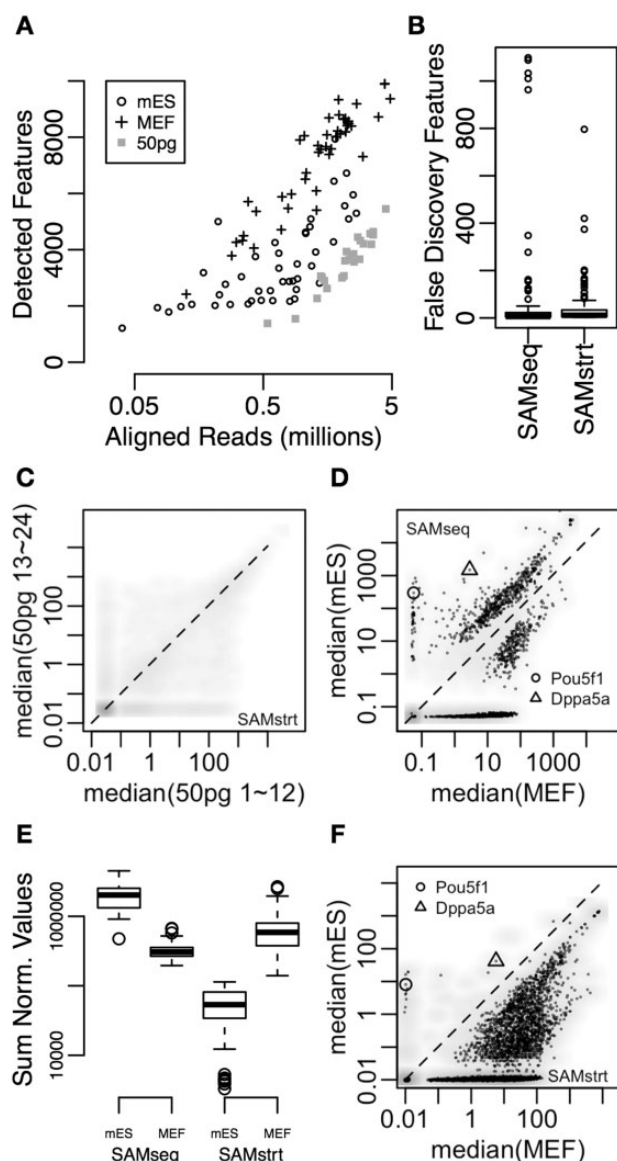 A
Detected Features
0
4000
8000
mES
MEF
50pg
0.05
0.5
5
Aligned Reads (millions)
B
False Discovery Features
0
400
800
SAMseq
SAMstrt
C
median(50pg 13~24)
0.01
1
100
SAMstrt
0.01
1
100
median(50pg 1~12)
D
median(mES)
0.1
10
1000
SAMseq
Pou5f1
Dppa5a
0.1
10
1000
median(MEF)
E
Sum Norm. Values
10000
1000000
mES
MEF
mES
MEF
SAMseq
SAMstrt
F
median(mES)
0.01
1
100
Pou5f1
Dppa5a
SAMstrt
0.01
1
100
median(MEF)